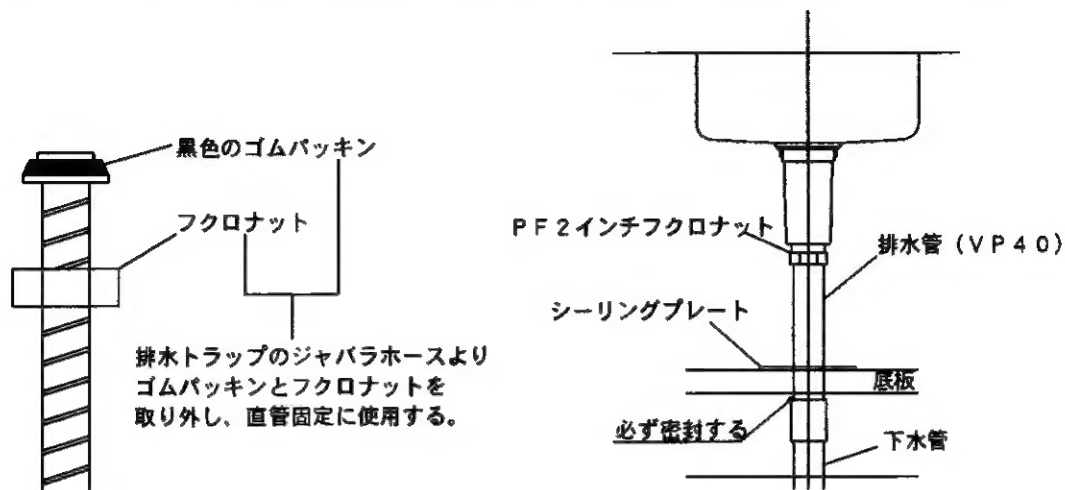 黒色のゴムパッキン
フクロナット
排水トラップのジャバラホースより
ゴムパッキンとフクロナットを
取り外し、直管固定に使用する。
PF2インチフクロナット
排水管(VP40)
シーリングプレート
底板
必ず密封する
下水管